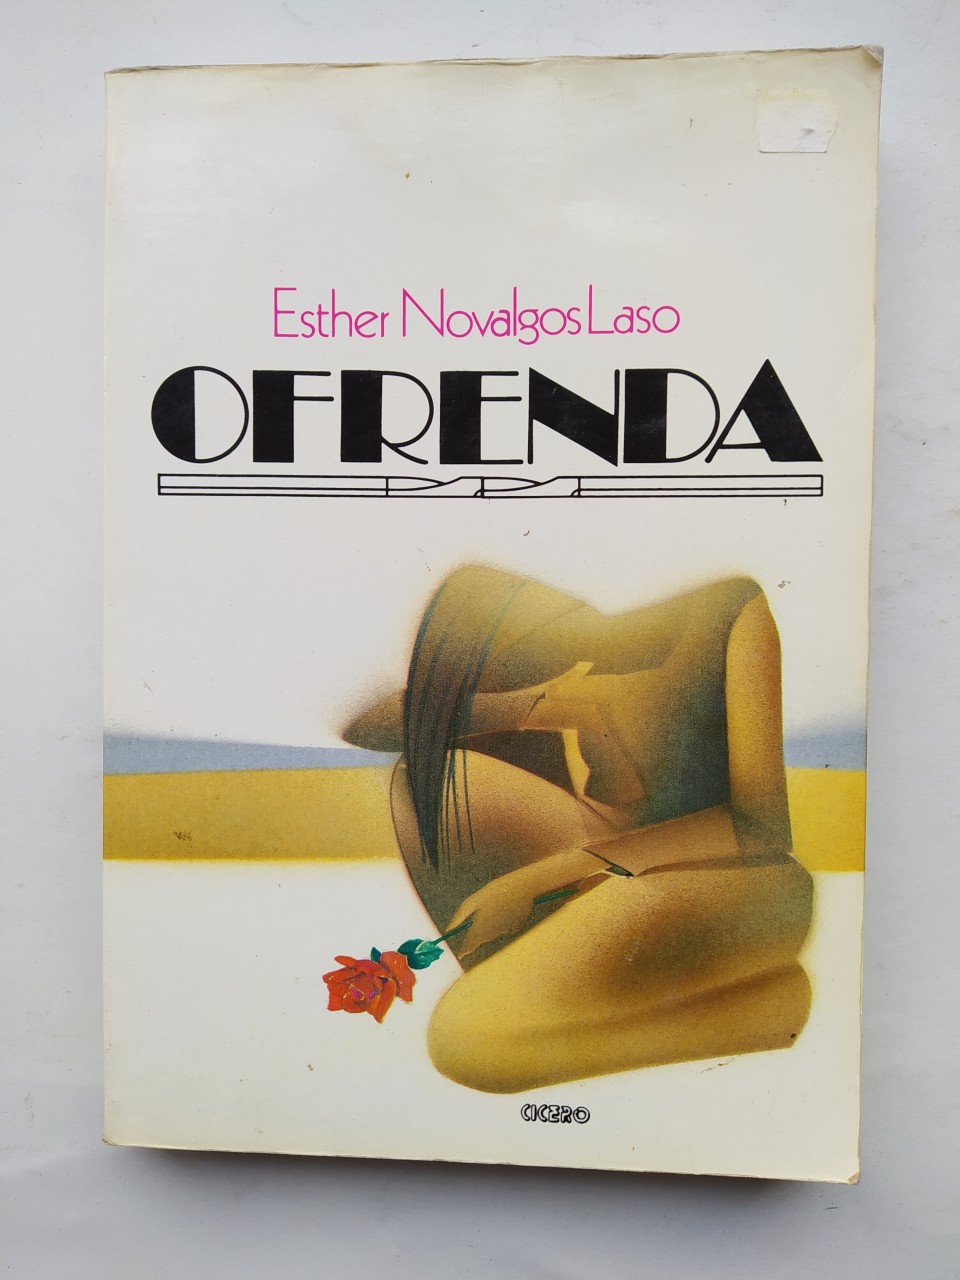 Esther Novalgos Laso
OFRENDA
CICERO